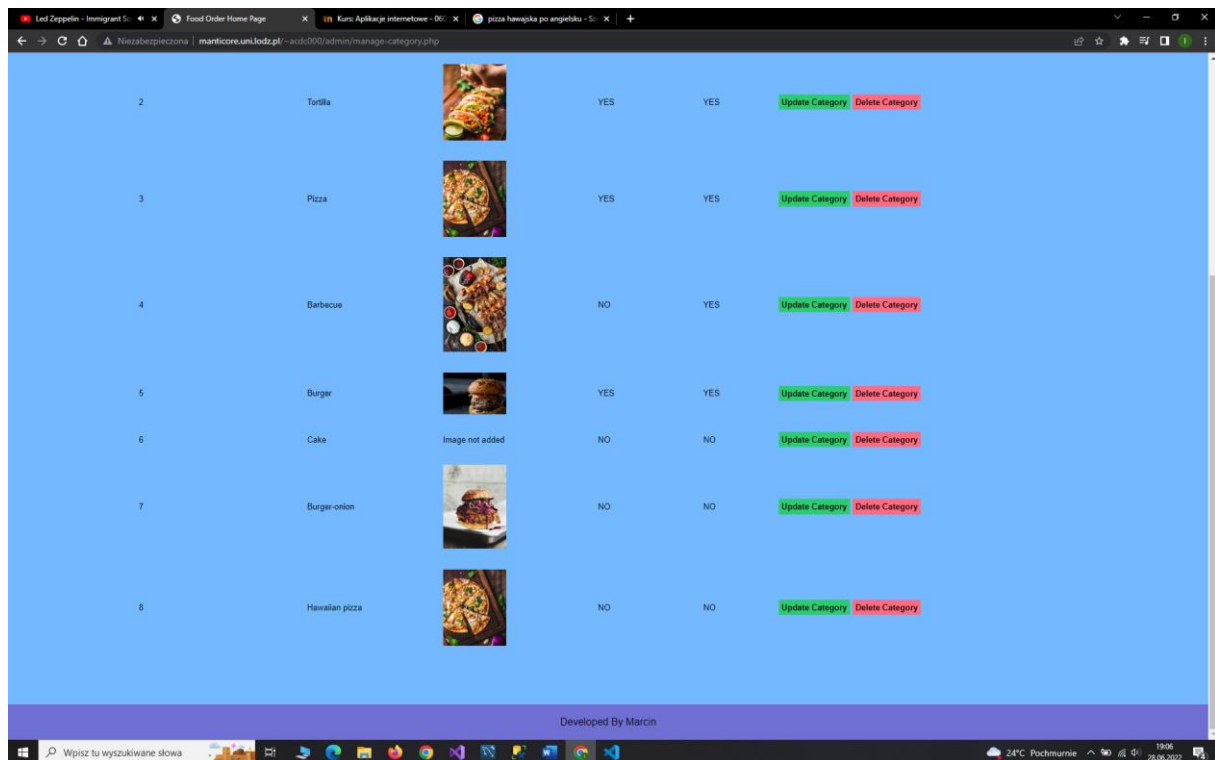 Led Zeppelin - Immigrant So
Food Order Home Page
Kurs: Aplikacje internetowe - 060
pizza hawajska po angielsku - Sz
Niezabezpieczona | manticore.uni.lodz.pl/~acdc000/admin/manage-category.php
2 Tortilla YES YES Update Category Delete Category
3 Pizza YES YES Update Category Delete Category
4 Barbecue NO YES Update Category Delete Category
5 Burger YES YES Update Category Delete Category
6 Cake Image not added NO NO Update Category Delete Category
7 Burger-onion NO NO Update Category Delete Category
8 Hawaiian pizza NO NO Update Category Delete Category
Developed By Marcin
Wpisz tu wyszukiwane słowa
24°C Pochmurnie
19:06
28.06.2022